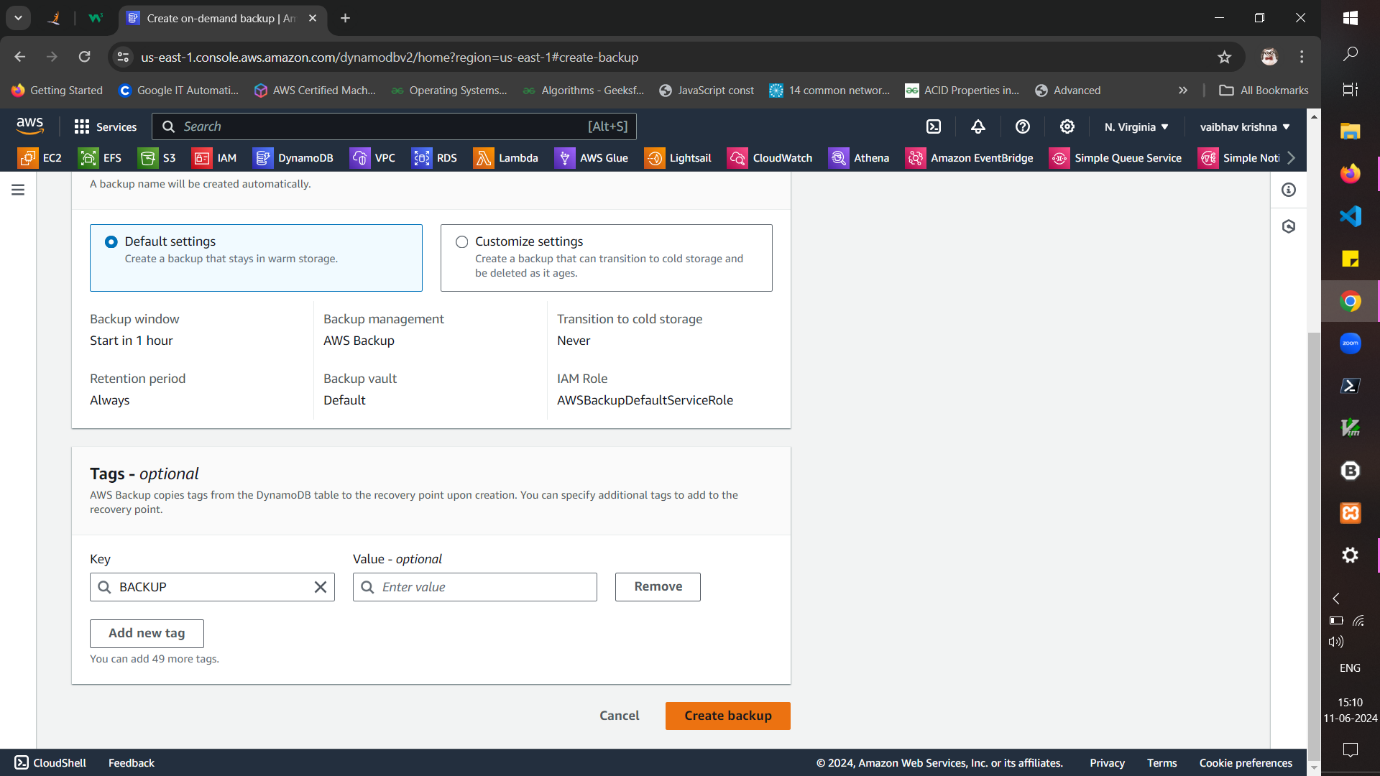 Create on-demand backup | Am
us-east-1.console.aws.amazon.com/dynamodbv2/home?region=us-east-1#create-backup
Getting Started
Google IT Automati...
AWS Certified Mach...
Operating Systems...
Algorithms - Geeksf...
JavaScript const
14 common networ...
ACID Properties in...
Advanced
»
All Bookmarks
aws
Services
Search
[Alt+S]
N. Virginia
vaibhav krishna
EC2
EFS
S3
IAM
DynamoDB
VPC
RDS
Lambda
AWS Glue
Lightsail
CloudWatch
Athena
Amazon EventBridge
Simple Queue Service
Simple Noti
A backup name will be created automatically.
Default settings
Create a backup that stays in warm storage.
Customize settings
Create a backup that can transition to cold storage and
be deleted as it ages.
Backup window
Start in 1 hour
Backup management
AWS Backup
Transition to cold storage
Never
Retention period
Always
Backup vault
Default
IAM Role
AWSBackupDefaultServiceRole
Tags - optional
AWS Backup copies tags from the DynamoDB table to the recovery point upon creation. You can specify additional tags to add to the
recovery point.
Key
Value - optional
BACKUP
Enter value
Remove
Add new tag
You can add 49 more tags.
Cancel
Create backup
CloudShell
Feedback
© 2024, Amazon Web Services, Inc. or its affiliates.
Privacy
Terms
Cookie preferences
zoom
ENG
15:10
11-06-2024